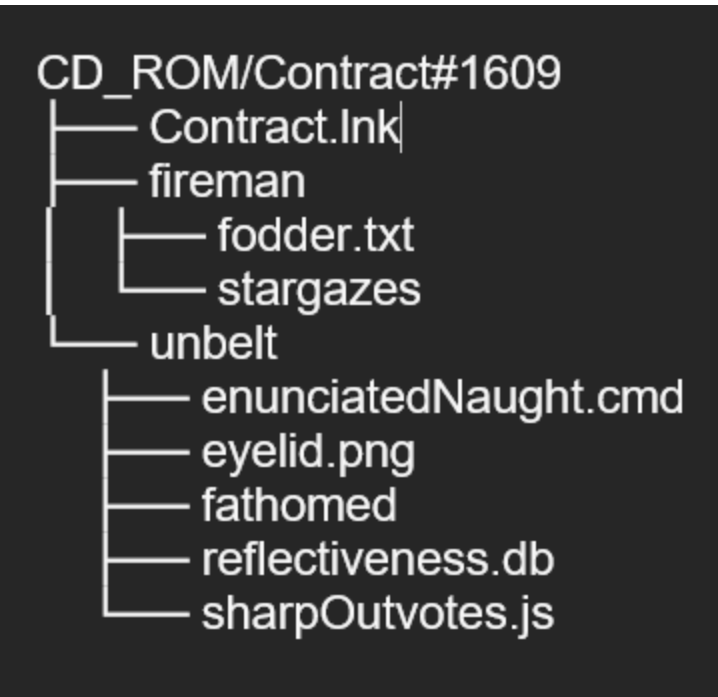 CD_ROM/Contract#1609
Contract.lnk
fireman
fodder.txt
stargazes
unbelt
enunciatedNaught.cmd
eyelid.png
fathomed
reflectiveness.db
sharpOutvotes.js